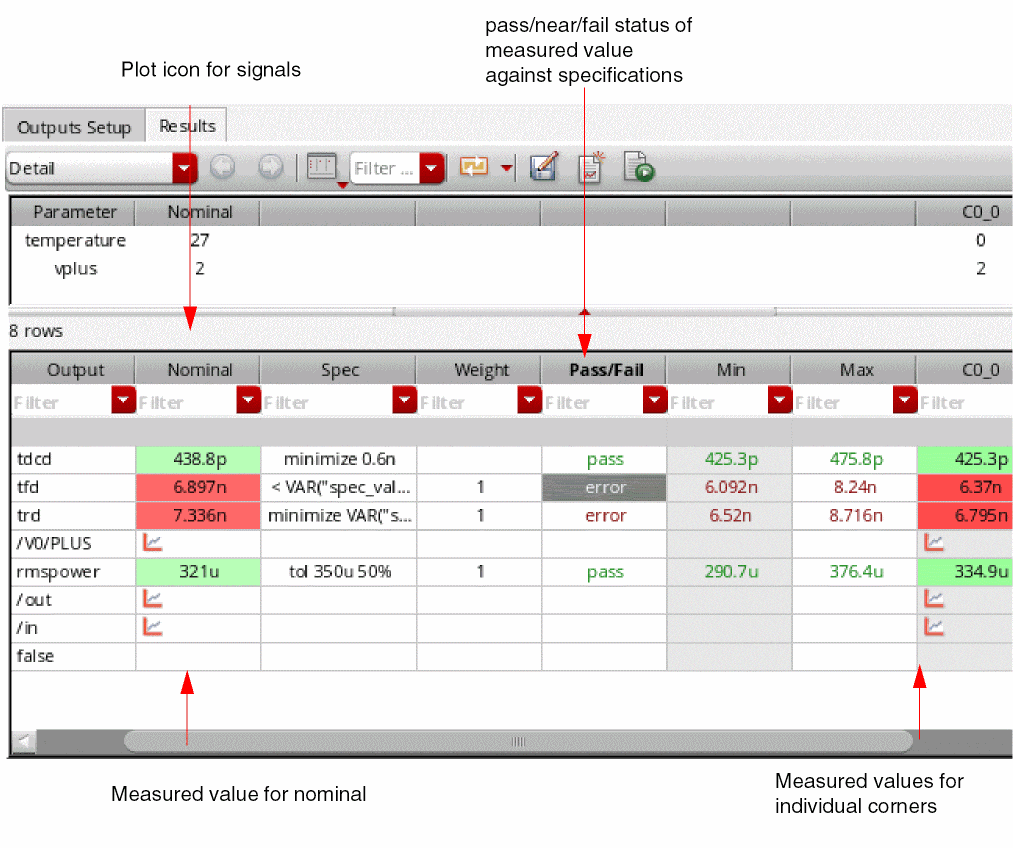 pass/near/fail status of
measured value
against specifications
Plot icon for signals
Outputs Setup Results
Detail Filter ...
Parameter Nominal C0_0
temperature 27 0
vplus 2 2
8 rows
Output Nominal Spec Weight Pass/Fail Min Max C0_0
Filter Filter Filter Filter Filter Filter Filter Filter
tdcd 438.8p minimize 0.6n pass 425.3p 475.8p 425.3p
tfd 6.897n < VAR("spec_val... 1 error 6.092n 8.24n 6.37n
trd 7.336n minimize VAR("s... 1 error 6.52n 8.716n 6.795n
/V0/PLUS
rmspower 321u tol 350u 50% 1 pass 290.7u 376.4u 334.9u
/out
/in
false
Measured value for nominal
Measured values for
individual corners